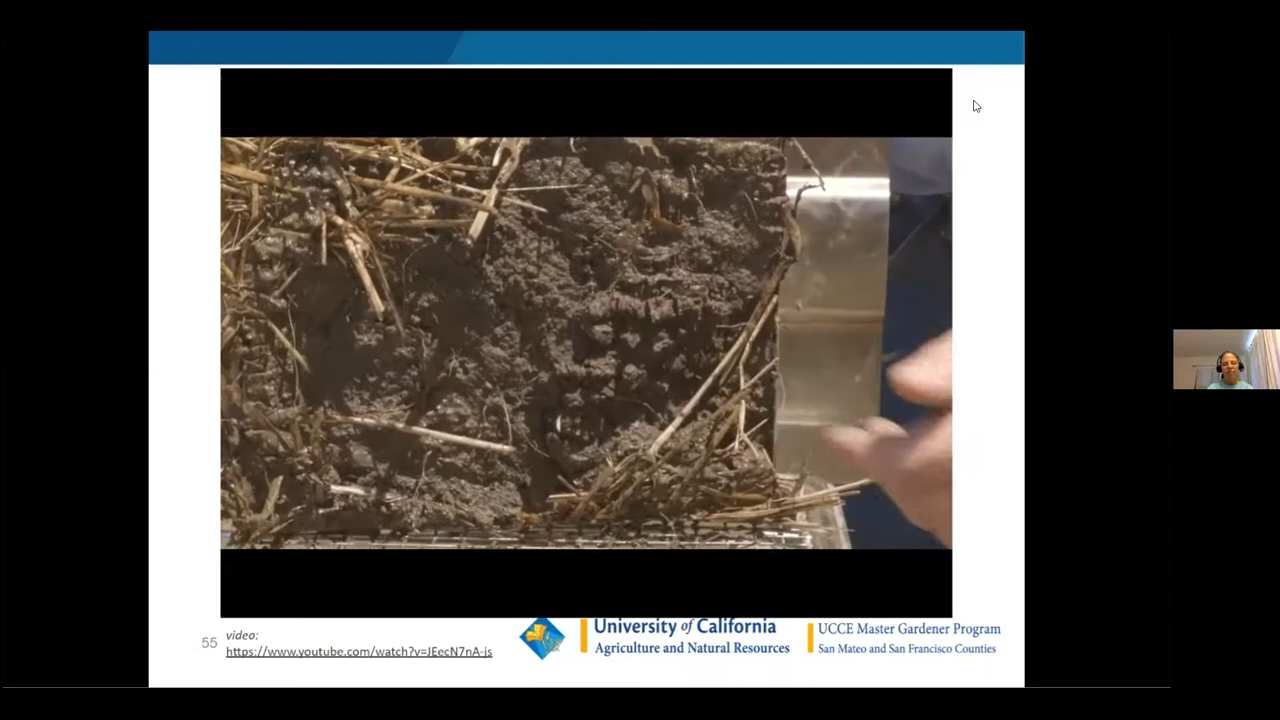 55
video:
https://www.youtube.com/watch?v=JEecN7nA-js
University of California
Agriculture and Natural Resources
UCCE Master Gardener Program
San Mateo and San Francisco Counties